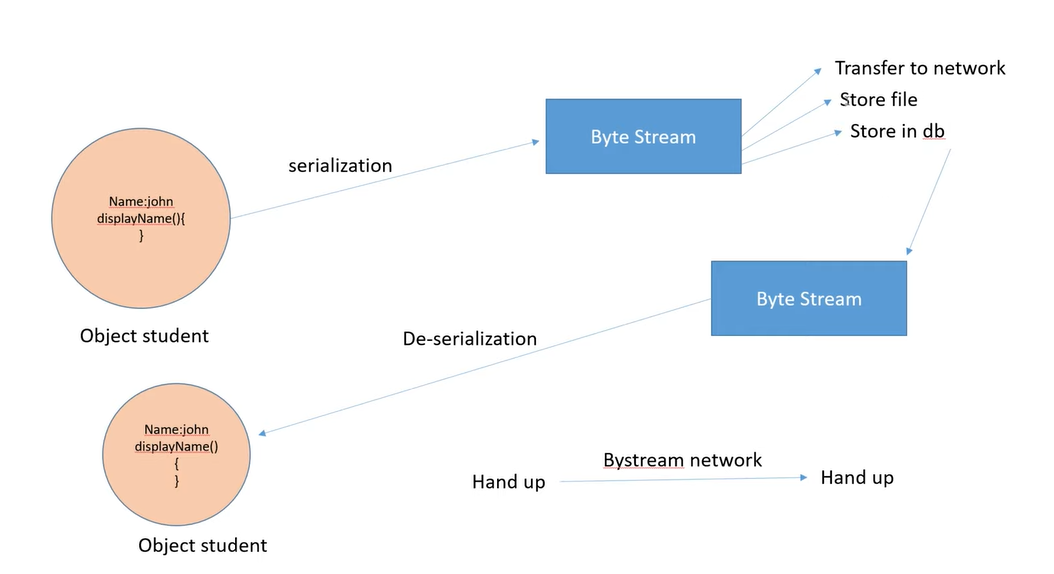 Transfer to network
Store file
Store in db
Byte Stream
serialization
Name:john
displayName(){
}
Object student
Byte Stream
De-serialization
Name:john
displayName()
{
}
Object student
Bystream network
Hand up
Hand up